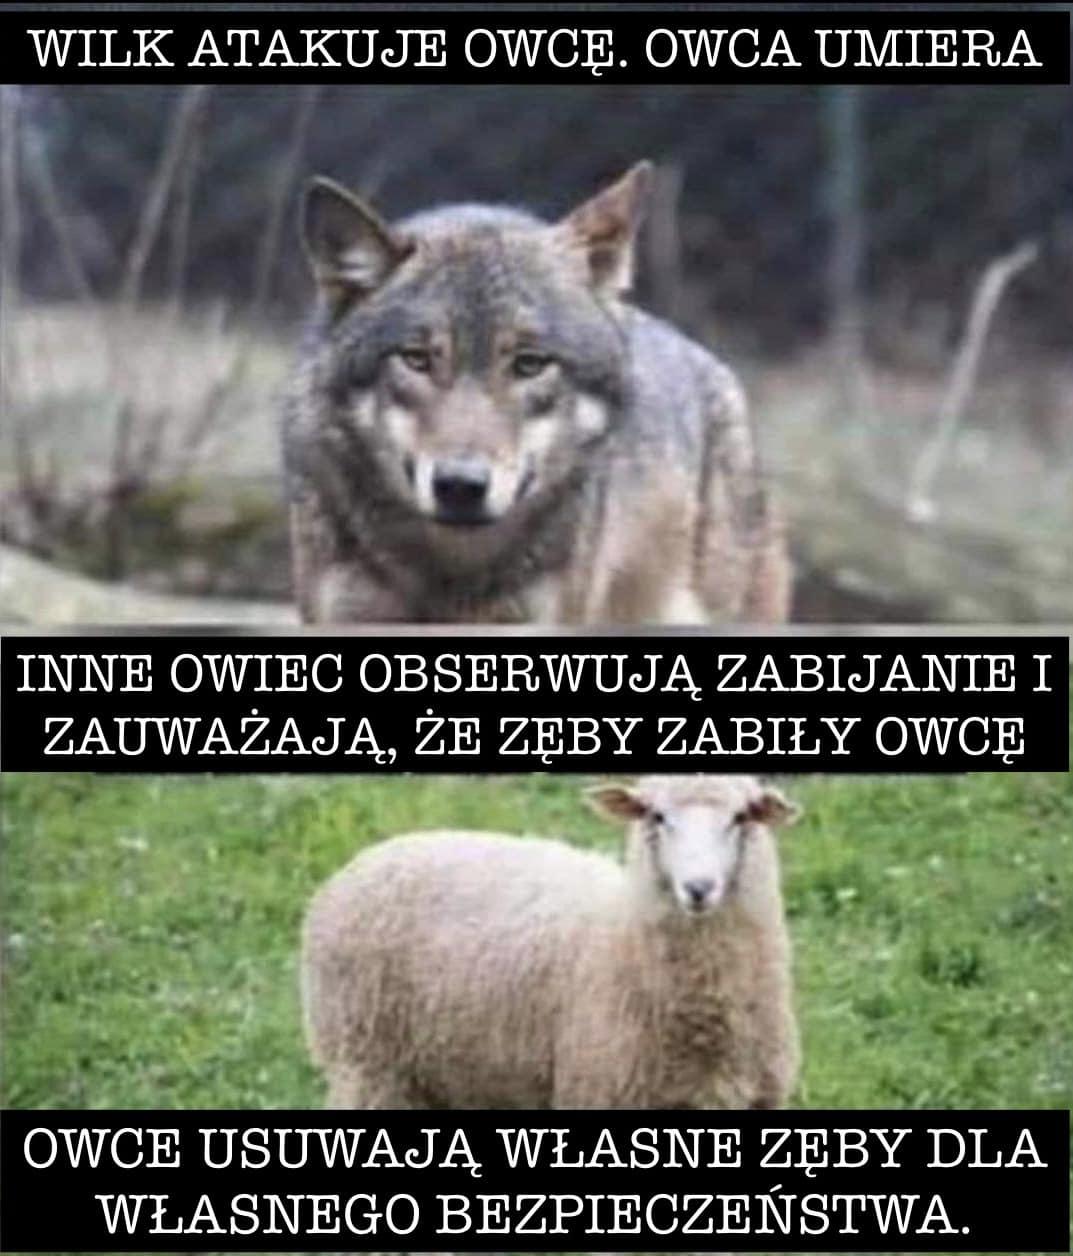 WILK ATAKUJE OWCĘ. OWCA UMIERA
INNE OWIEC OBSERWUJĄ ZABIJANIE I
ZAUWAŻAJĄ, ŻE ZĘBY ZABIŁY OWCĘ
OWCE USUWAJĄ WŁASNE ZĘBY DLA
WŁASNEGO BEZPIECZEŃSTWA.